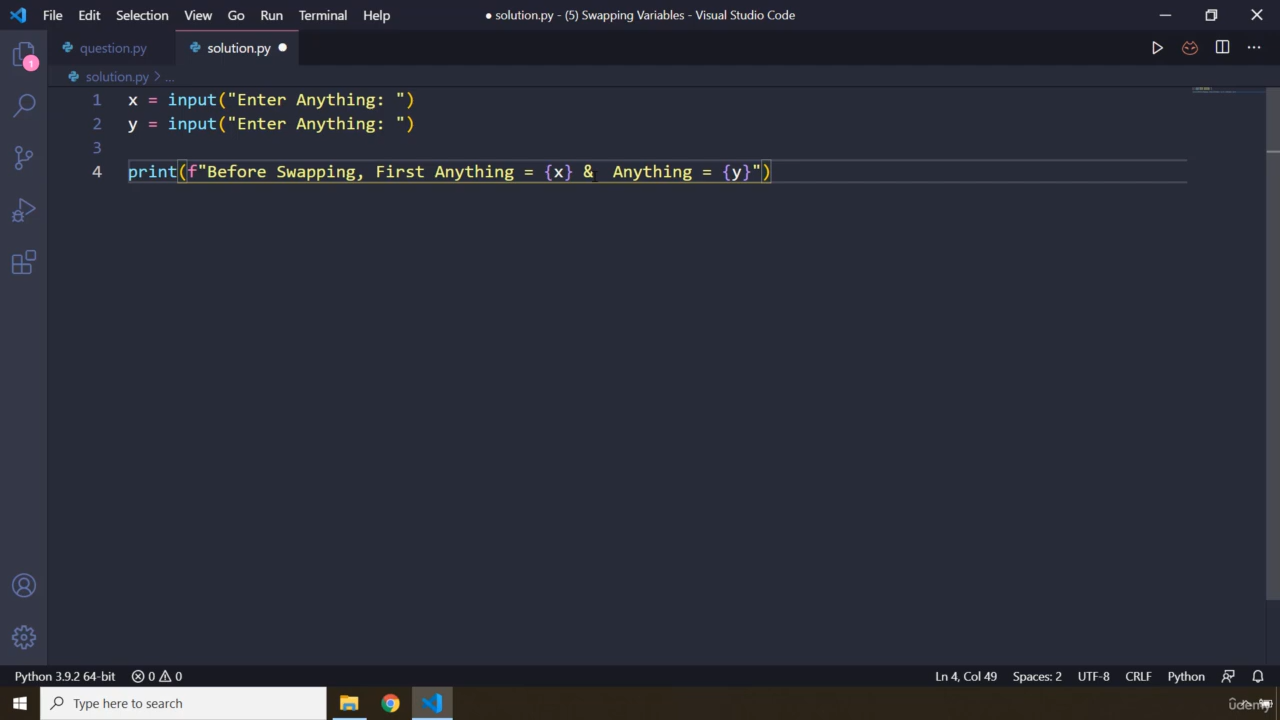 File Edit Selection View Go Run Terminal Help ● solution.py - (5) Swapping Variables - Visual Studio Code
question.py solution.py ●
solution.py > ...
1 x = input("Enter Anything: ")
2 y = input("Enter Anything: ")
3
4 print(f"Before Swapping, First Anything = {x} &  Anything = {y}")
1
Python 3.9.2 64-bit 0 0 Ln 4, Col 49 Spaces: 2 UTF-8 CRLF Python
Type here to search
udemy